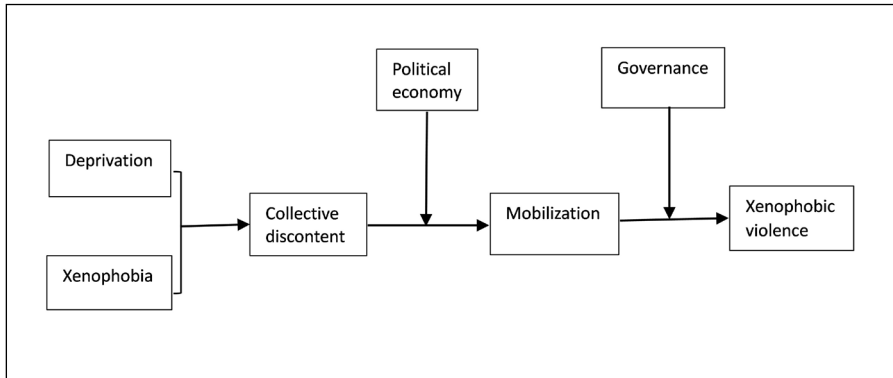 Political
economy
Governance
Deprivation
Collective
discontent
Mobilization
Xenophobic
violence
Xenophobia